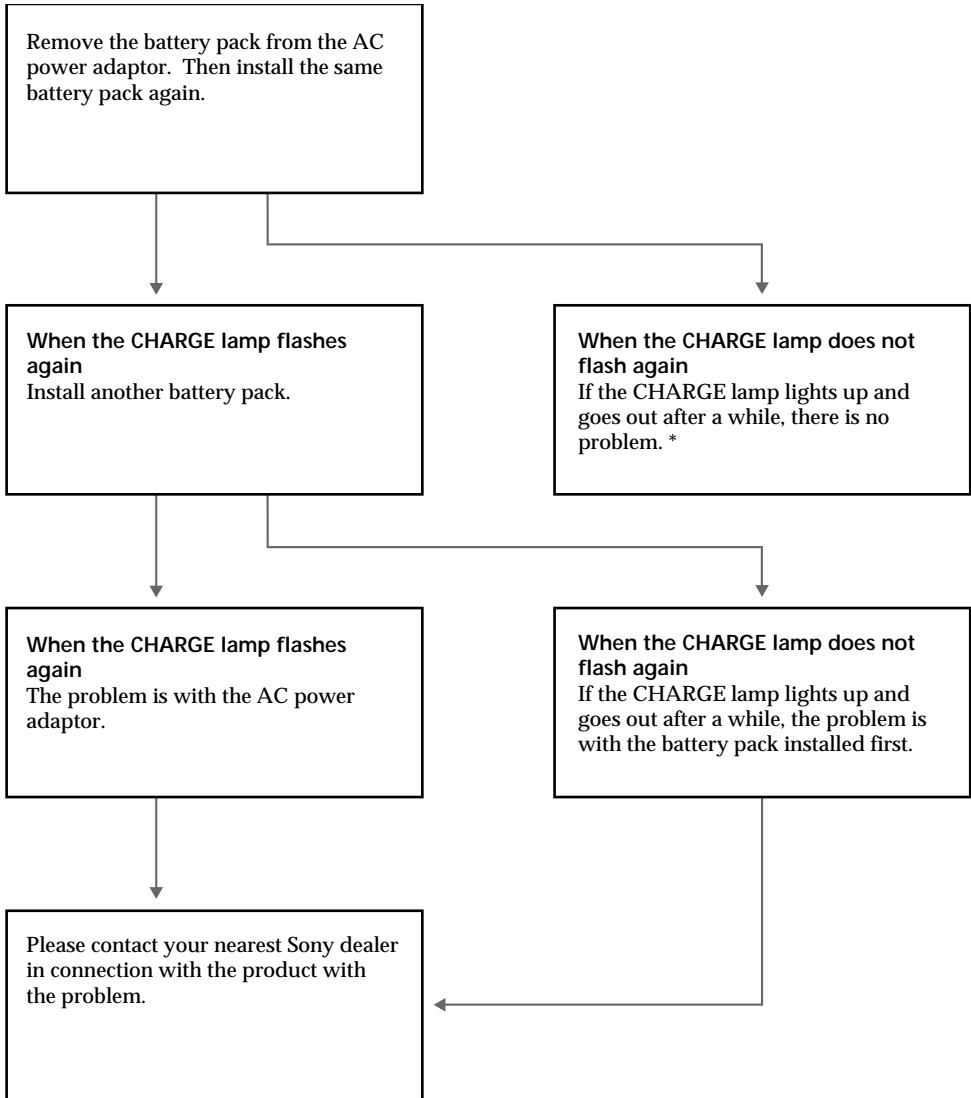 Remove the battery pack from the AC
power adaptor.  Then install the same
battery pack again.
When the CHARGE lamp flashes
again
Install another battery pack.
When the CHARGE lamp does not
flash again
If the CHARGE lamp lights up and
goes out after a while, there is no
problem. *
When the CHARGE lamp flashes
again
The problem is with the AC power
adaptor.
When the CHARGE lamp does not
flash again
If the CHARGE lamp lights up and
goes out after a while, the problem is
with the battery pack installed first.
Please contact your nearest Sony dealer
in connection with the product with
the problem.